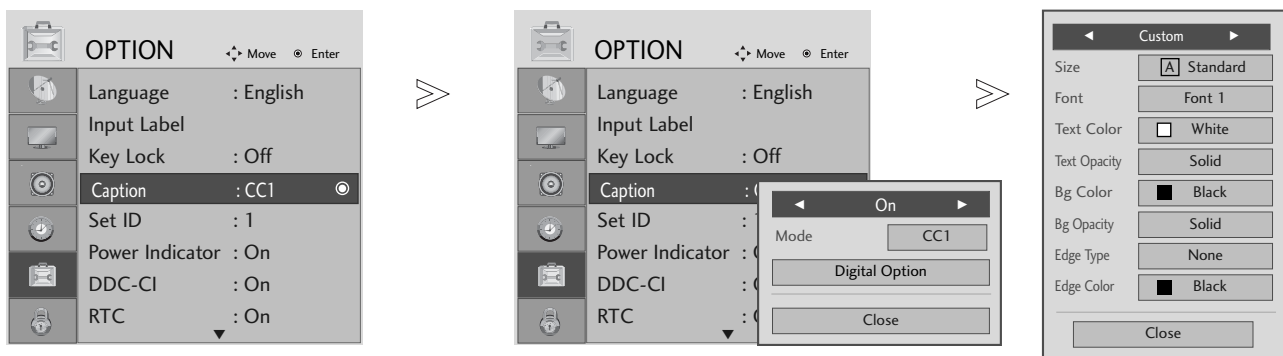 OPTION Move Enter
Language : English
Input Label
Key Lock : Off
Caption : CC1
Set ID : 1
Power Indicator : On
DDC-CI : On
RTC : On
OPTION Move Enter
Language : English
Input Label
Key Lock : Off
Caption :
Set ID :
Power Indicator :
DDC-CI :
RTC :
◄ On ►
Mode CC1
Digital Option
Close
◄ Custom ►
Size A Standard
Font Font 1
Text Color White
Text Opacity Solid
Bg Color Black
Bg Opacity Solid
Edge Type None
Edge Color Black
Close